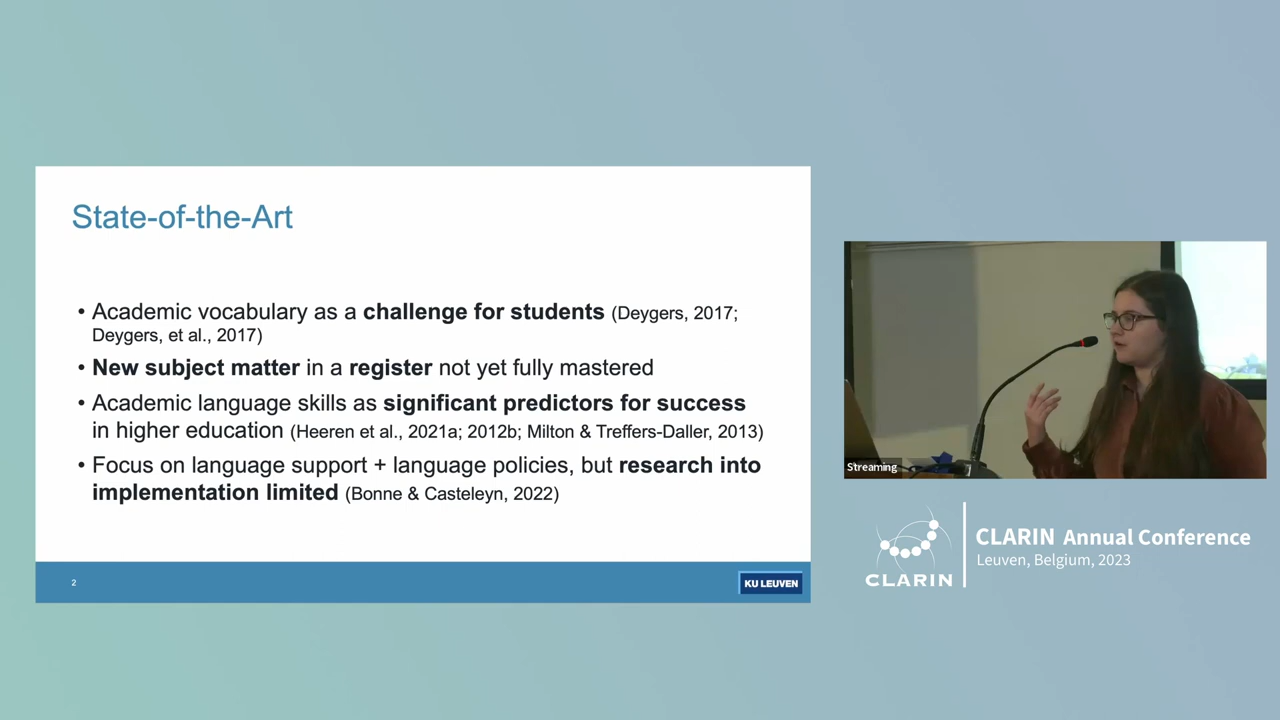 State-of-the-Art
• Academic vocabulary as a challenge for students (Deygers, 2017;
Deygers, et al., 2017)
• New subject matter in a register not yet fully mastered
• Academic language skills as significant predictors for success
in higher education (Heeren et al., 2021a; 2012b; Milton & Treffers-Daller, 2013)
• Focus on language support + language policies, but research into
implementation limited (Bonne & Casteleyn, 2022)
2
KU LEUVEN
Streaming
CLARIN
CLARIN Annual Conference
Leuven, Belgium, 2023